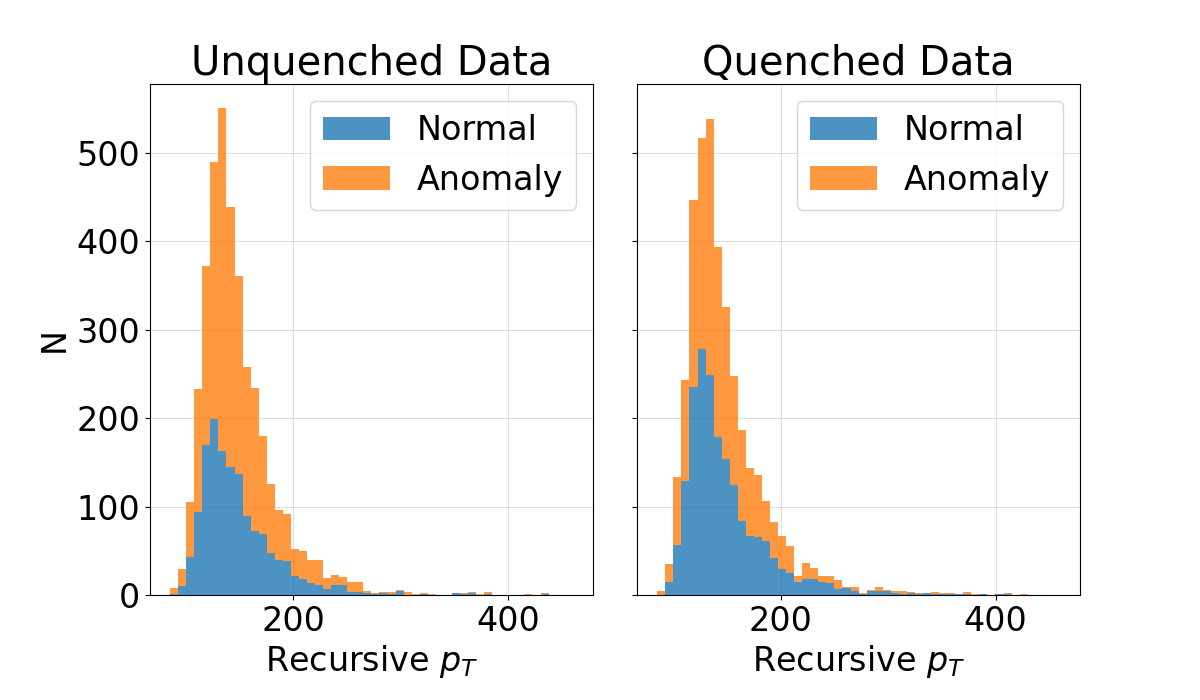 Unquenched Data
Quenched Data
Normal
Anomaly
Normal
Anomaly
500
400
300
200
100
0
N
200
400
200
400
Recursive p_T
Recursive p_T